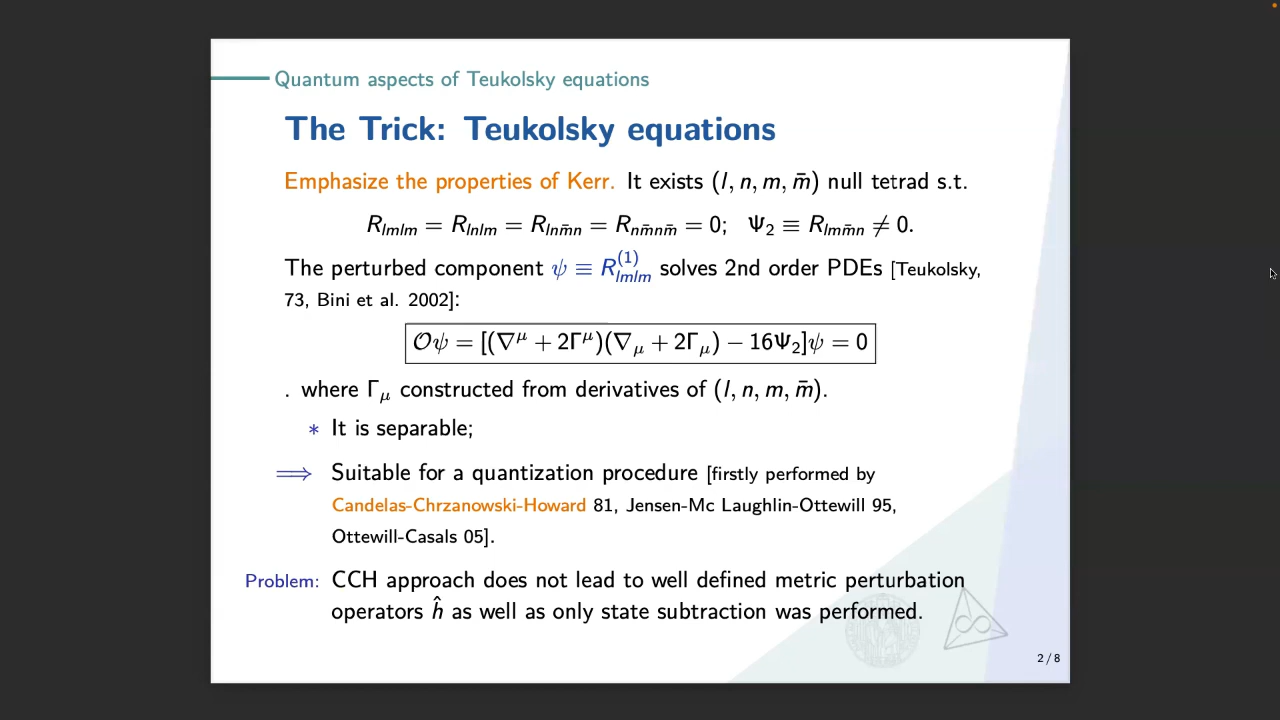 Quantum aspects of Teukolsky equations
The Trick: Teukolsky equations
Emphasize the properties of Kerr. It exists (l, n, m, m̄) null tetrad s.t.
R_{lmlm} = R_{lnlm} = R_{lnm̄n} = R_{nm̄nm̄} = 0; Ψ₂ ≡ R_{lmm̄n} ≠ 0.
The perturbed component ψ ≡ R^{(1)}_{lmlm} solves 2nd order PDEs [Teukolsky,
73, Bini et al. 2002]:
𝒪ψ = [(∇^μ + 2Γ^μ)(∇_μ + 2Γ_μ) − 16Ψ₂]ψ = 0
. where Γ_μ constructed from derivatives of (l, n, m, m̄).
∗ It is separable;
⟹ Suitable for a quantization procedure [firstly performed by
Candelas-Chrzanowski-Howard 81, Jensen-Mc Laughlin-Ottewill 95,
Ottewill-Casals 05].
Problem: CCH approach does not lead to well defined metric perturbation
operators ĥ as well as only state subtraction was performed.
2 / 8